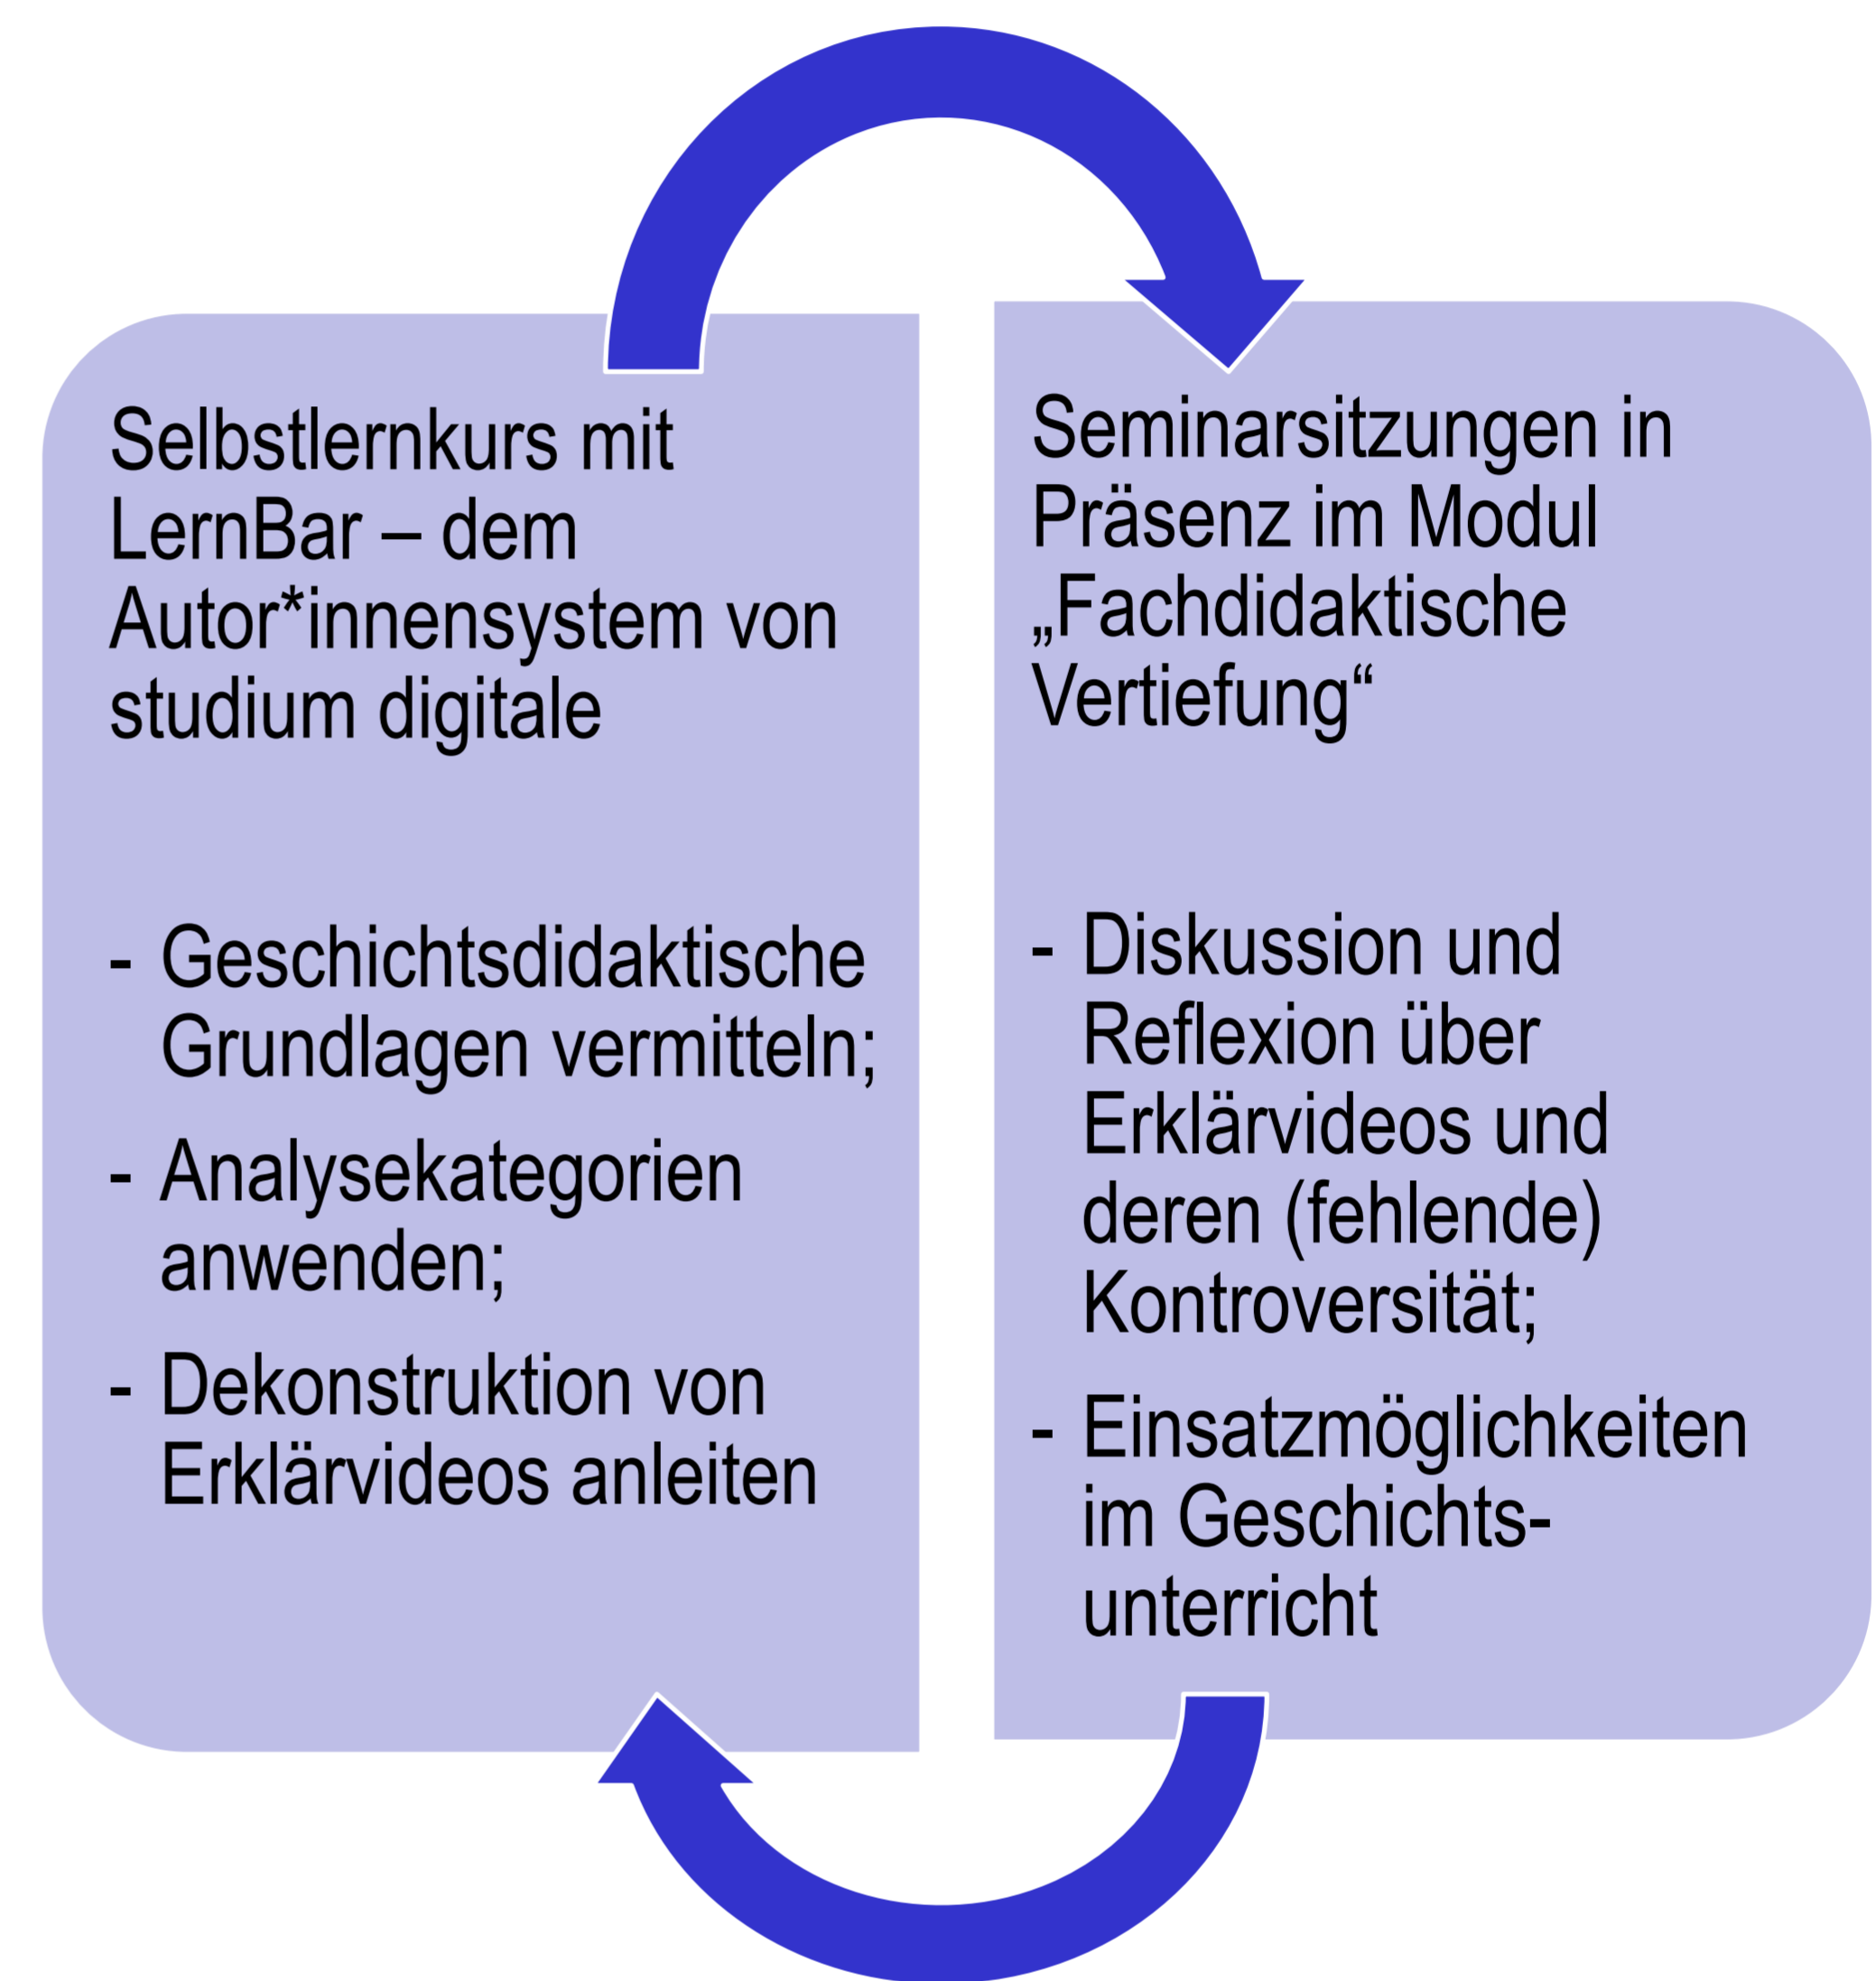 Selbstlernkurs mit
LernBar – dem
Autor*innensystem von
studium digitale
- Geschichtsdidaktische
Grundlagen vermitteln;
- Analysekategorien
anwenden;
- Dekonstruktion von
Erklärvideos anleiten
Seminarsitzungen in
Präsenz im Modul
„Fachdidaktische
Vertiefung“
- Diskussion und
Reflexion über
Erklärvideos und
deren (fehlende)
Kontroversität;
- Einsatzmöglichkeiten
im Geschichts-
unterricht